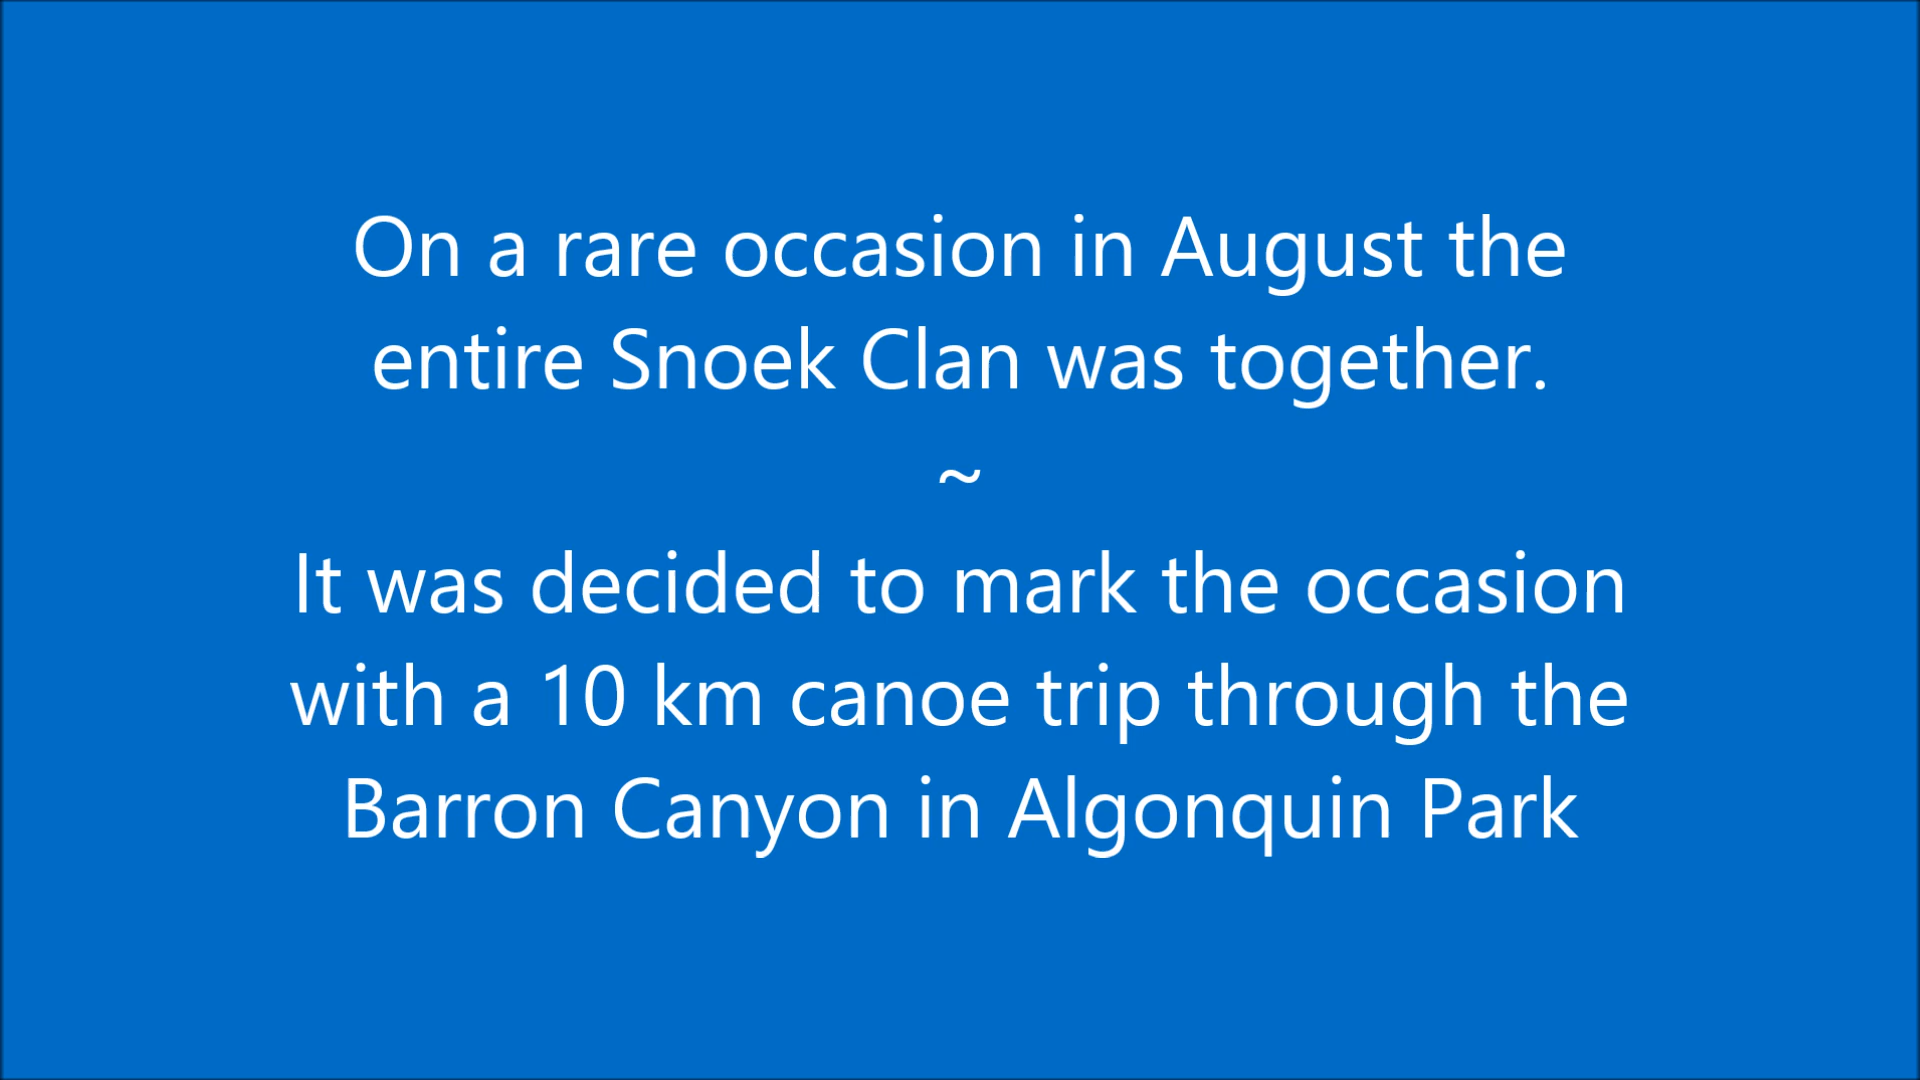 On a rare occasion in August the
entire Snoek Clan was together.
~
It was decided to mark the occasion
with a 10 km canoe trip through the
Barron Canyon in Algonquin Park